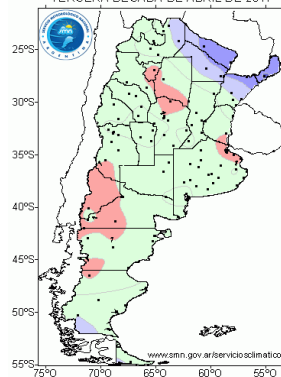 TERCERA DECADA DE ABRIL DE 2017
smn
25°S
30°S
35°S
40°S
45°S
50°S
55°S
www.smn.gov.ar/serviciosclimaticos
75°O 70°O 65°O 60°O 55°O